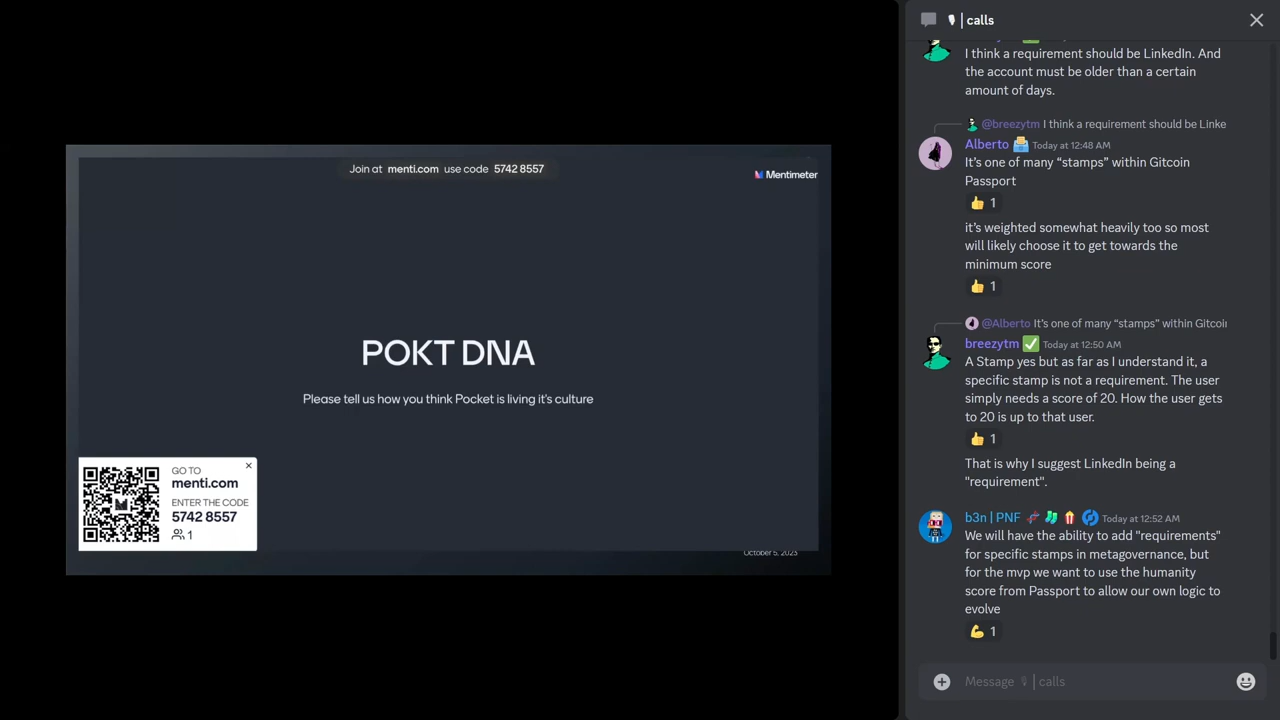 Join at menti.com use code 5742 8557
Mentimeter
POKT DNA
Please tell us how you think Pocket is living it's culture
GO TO
menti.com
ENTER THE CODE
5742 8557
1
October 5, 2023
calls
I think a requirement should be LinkedIn. And
the account must be older than a certain
amount of days.
@breezytm I think a requirement should be Linke
Alberto Today at 12:48 AM
It's one of many “stamps” within Gitcoin
Passport
👍 1
it's weighted somewhat heavily too so most
will likely choose it to get towards the
minimum score
👍 1
@Alberto It's one of many “stamps” within Gitcoin
breezytm ✅ Today at 12:50 AM
A Stamp yes but as far as I understand it, a
specific stamp is not a requirement. The user
simply needs a score of 20. How the user gets
to 20 is up to that user.
👍 1
That is why I suggest LinkedIn being a
"requirement".
b3n | PNF 🧬 🧦 🍿 Today at 12:52 AM
We will have the ability to add "requirements"
for specific stamps in metagovernance, but
for the mvp we want to use the humanity
score from Passport to allow our own logic to
evolve
💪 1
Message 🎙 | calls